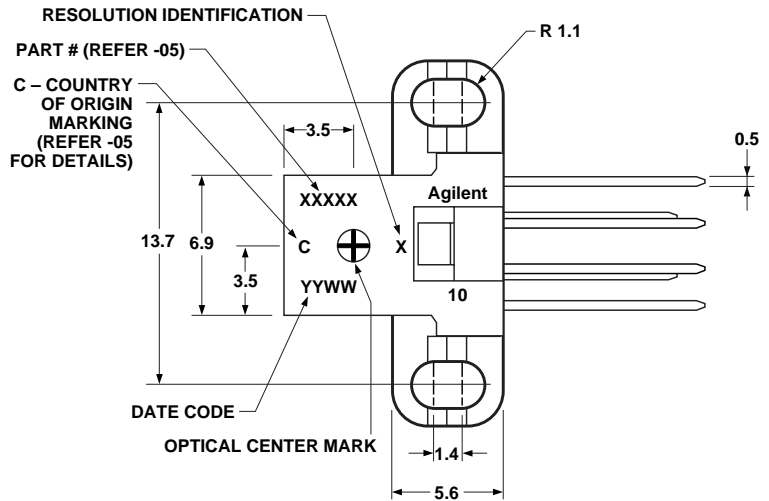 RESOLUTION IDENTIFICATION
R 1.1
PART # (REFER -05)
C – COUNTRY
OF ORIGIN
MARKING
(REFER -05
FOR DETAILS)
3.5
0.5
XXXXX
Agilent
13.7
6.9
C
X
3.5
YYWW
10
DATE CODE
OPTICAL CENTER MARK
1.4
5.6